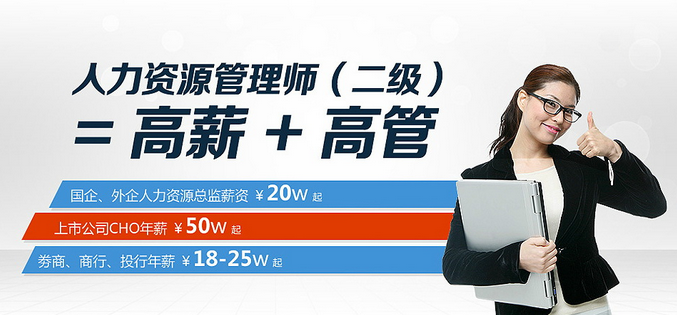 人力资源管理师（二级）
= 高薪 + 高管
国企、外企人力资源总监薪资 ￥20W 起
上市公司CHO年薪 ￥50W 起
券商、商行、投行年薪 ￥18-25W 起